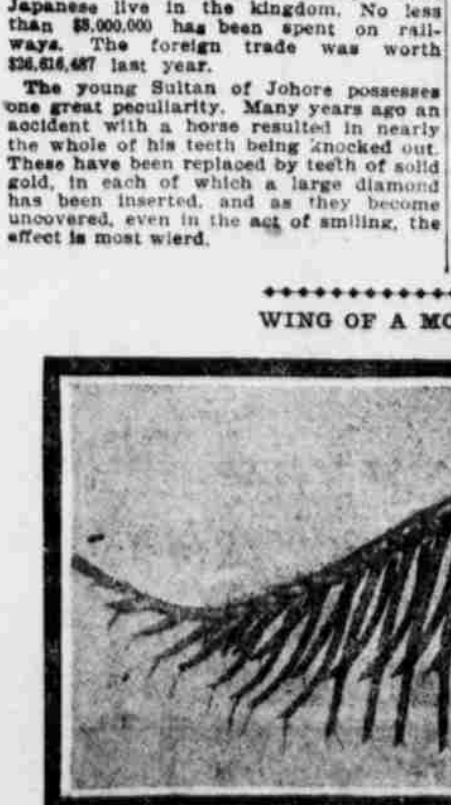 Japanese live in the kingdom. No less
than $8,000,000 has been spent on rail-
ways. The foreign trade was worth
$26,616,487 last year.
The young Sultan of Johore possesses
one great peculiarity. Many years ago an
accident with a horse resulted in nearly
the whole of his teeth being knocked out.
These have been replaced by teeth of solid
gold, in each of which a large diamond
has been inserted, and as they become
uncovered, even in the act of smiling, the
effect is most wierd.
WING OF A MO